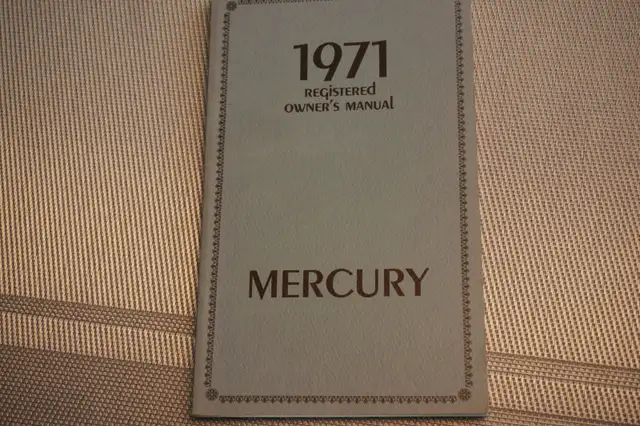 1971
REGISTERED
OWNER'S MANUAL
MERCURY